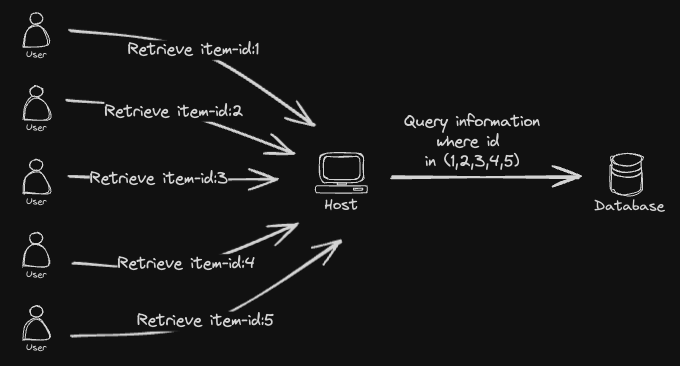 User
Retrieve item-id:1
User
Retrieve item-id:2
User
Retrieve item-id:3
User
Retrieve item-id:4
User
Retrieve item-id:5
Host
Query information
where id
in (1,2,3,4,5)
Database